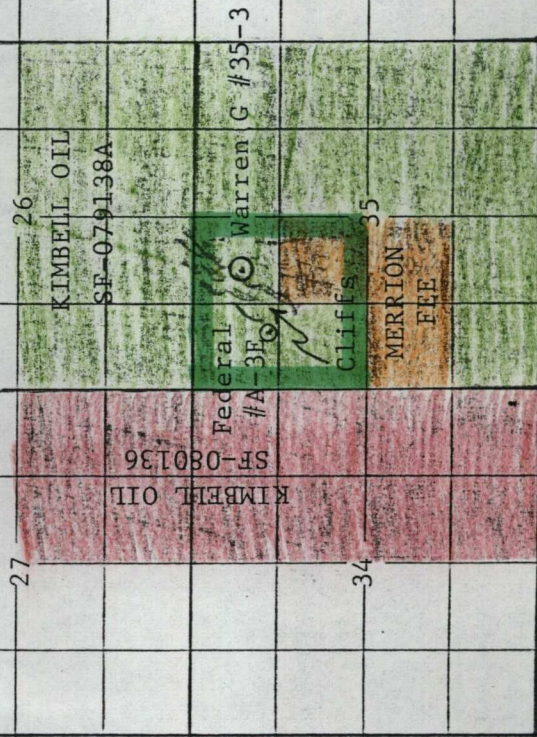 26
KIMBELL OIL
SF-079138A
27
Federal
#A-3E
Warren G #35-3
Cliffs
35
MERRION
FEE
KIMBELL OIL
SF-080136
34